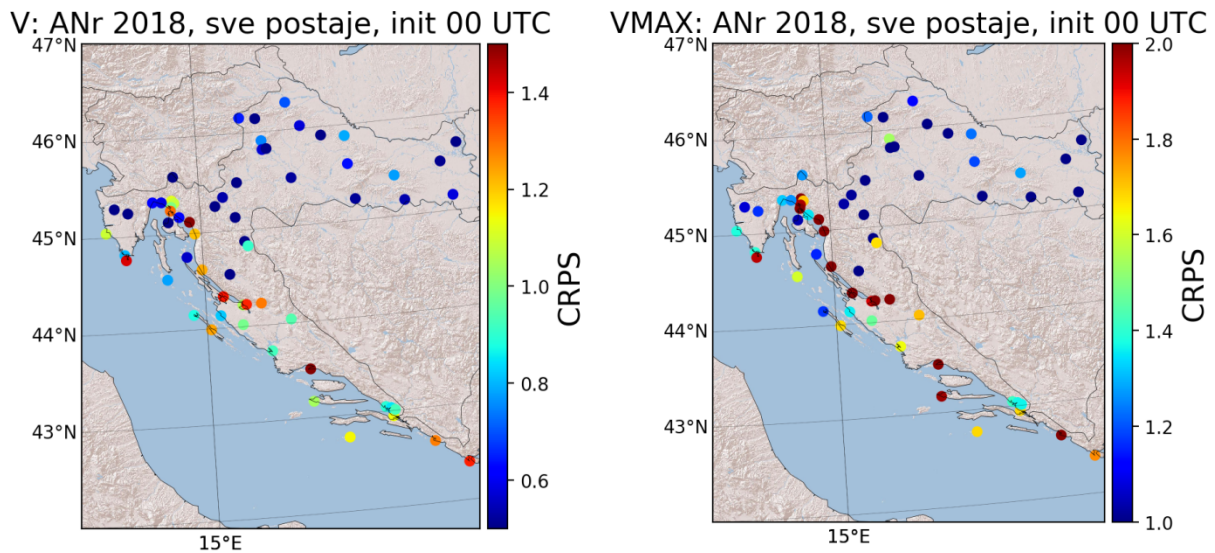 V: ANr 2018, sve postaje, init 00 UTC
47°N
46°N
45°N
44°N
43°N
15°E
1.4
1.2
1.0
0.8
0.6
CRPS
VMAX: ANr 2018, sve postaje, init 00 UTC
47°N
46°N
45°N
44°N
43°N
15°E
2.0
1.8
1.6
1.4
1.2
1.0
CRPS